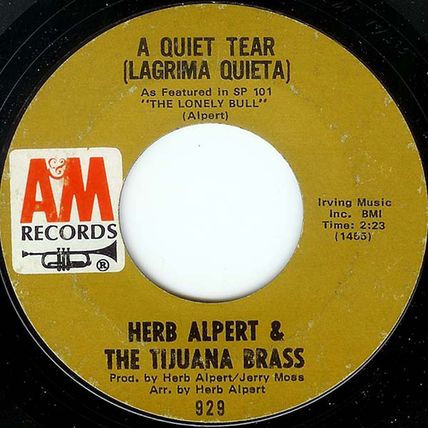 A QUIET TEAR
(LAGRIMA QUIETA)
As Featured in SP 101
"THE LONELY BULL"
(Alpert)
A&M
RECORDS
®
Irving Music
Inc. BMI
Time: 2:23
(1465)
HERB ALPERT &
THE TIJUANA BRASS
Prod. by Herb Alpert/Jerry Moss
Arr. by Herb Alpert
929